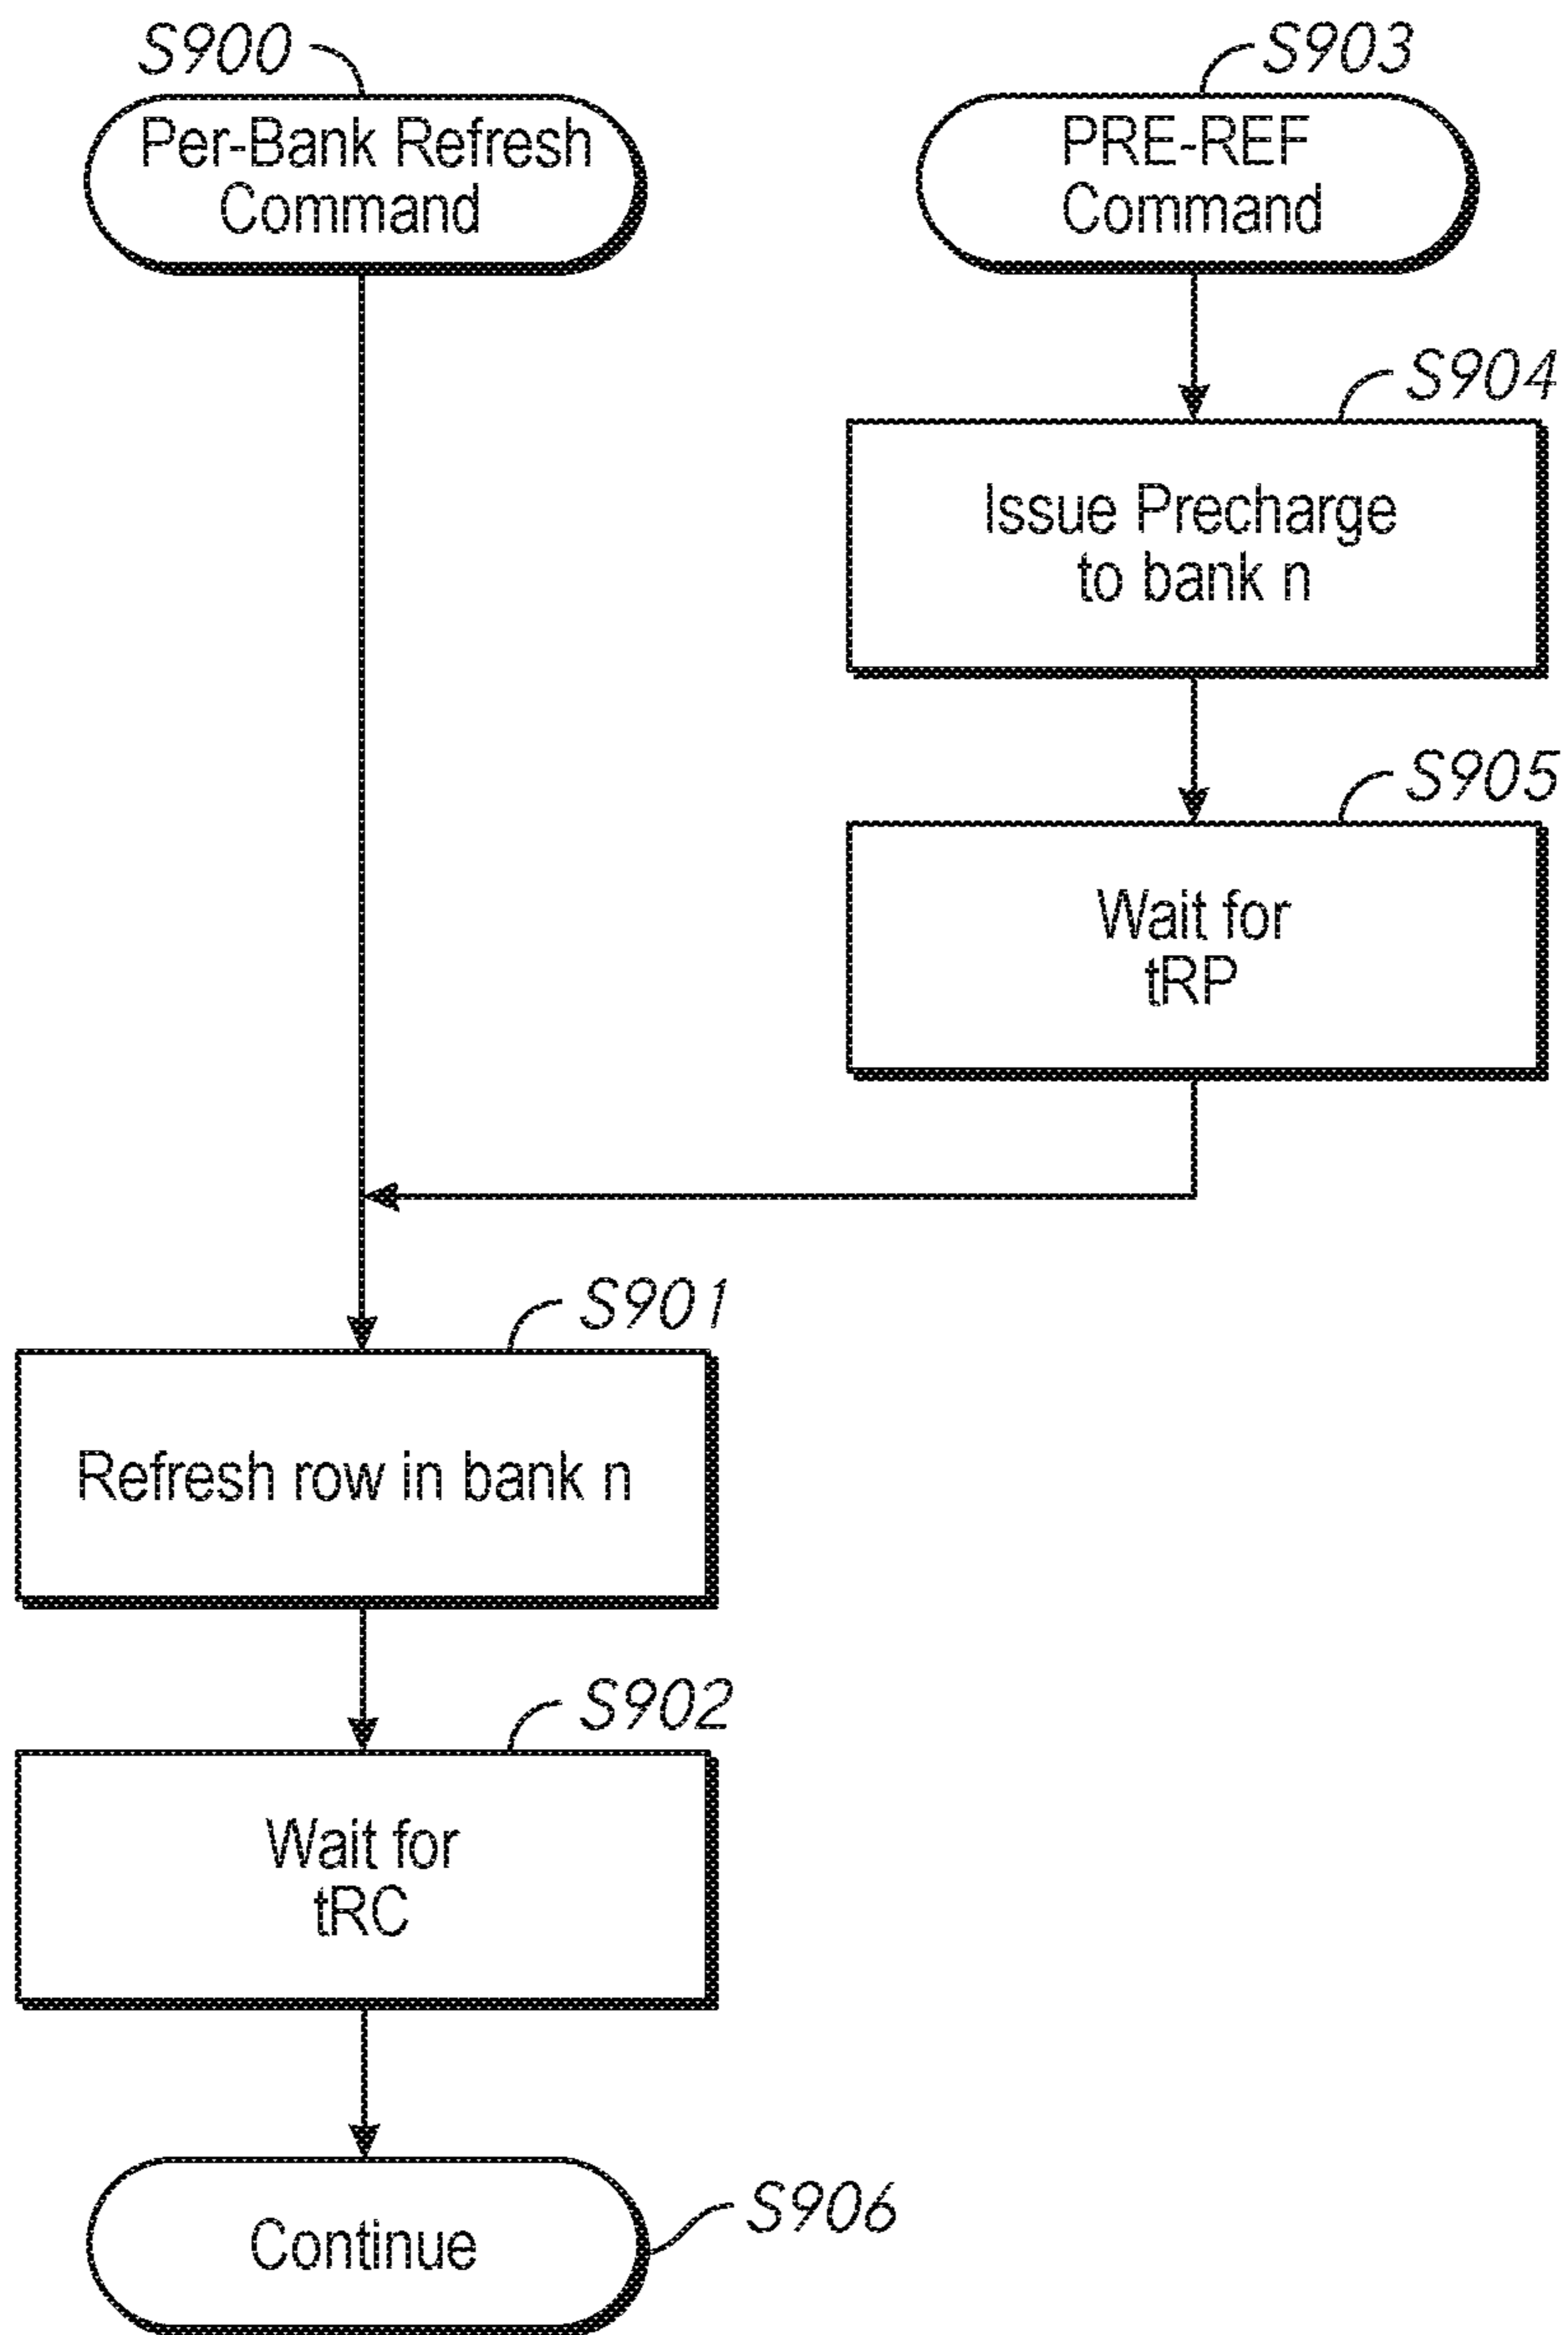 S900
Per-Bank Refresh
Command
S903
PRE-REF
Command
S904
Issue Precharge
to bank n
S905
Wait for
tRP
S901
Refresh row in bank n
S902
Wait for
tRC
Continue
S906